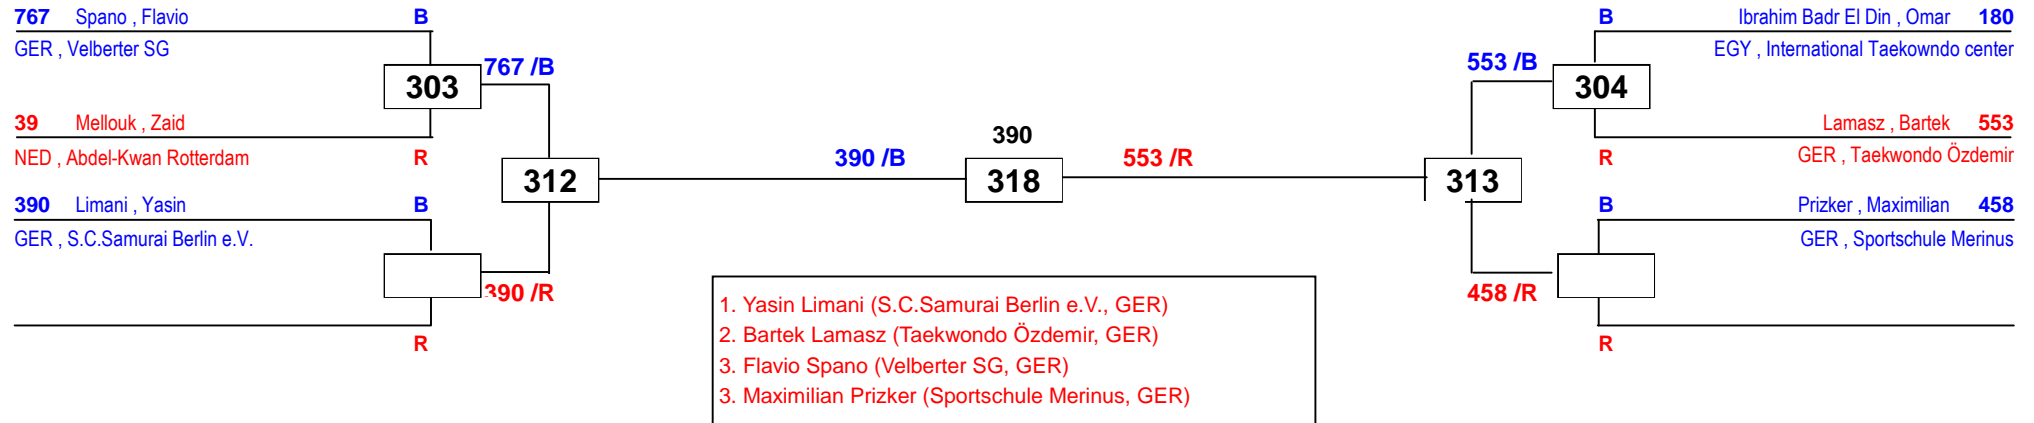 767 Spano , Flavio B
GER , Velberter SG
303
767 /B
39 Mellouk , Zaid
NED , Abdel-Kwan Rotterdam R
312
390 Limani , Yasin B
GER , S.C.Samurai Berlin e.V.
390 /R
R
390 /B
390
318
553 /R
B Ibrahim Badr El Din , Omar 180
EGY , International Taekowndo center
553 /B
304
Lamasz , Bartek 553
R GER , Taekwondo Özdemir
313
B Prizker , Maximilian 458
GER , Sportschule Merinus
458 /R
R
1. Yasin Limani (S.C.Samurai Berlin e.V., GER)
2. Bartek Lamasz (Taekwondo Özdemir, GER)
3. Flavio Spano (Velberter SG, GER)
3. Maximilian Prizker (Sportschule Merinus, GER)